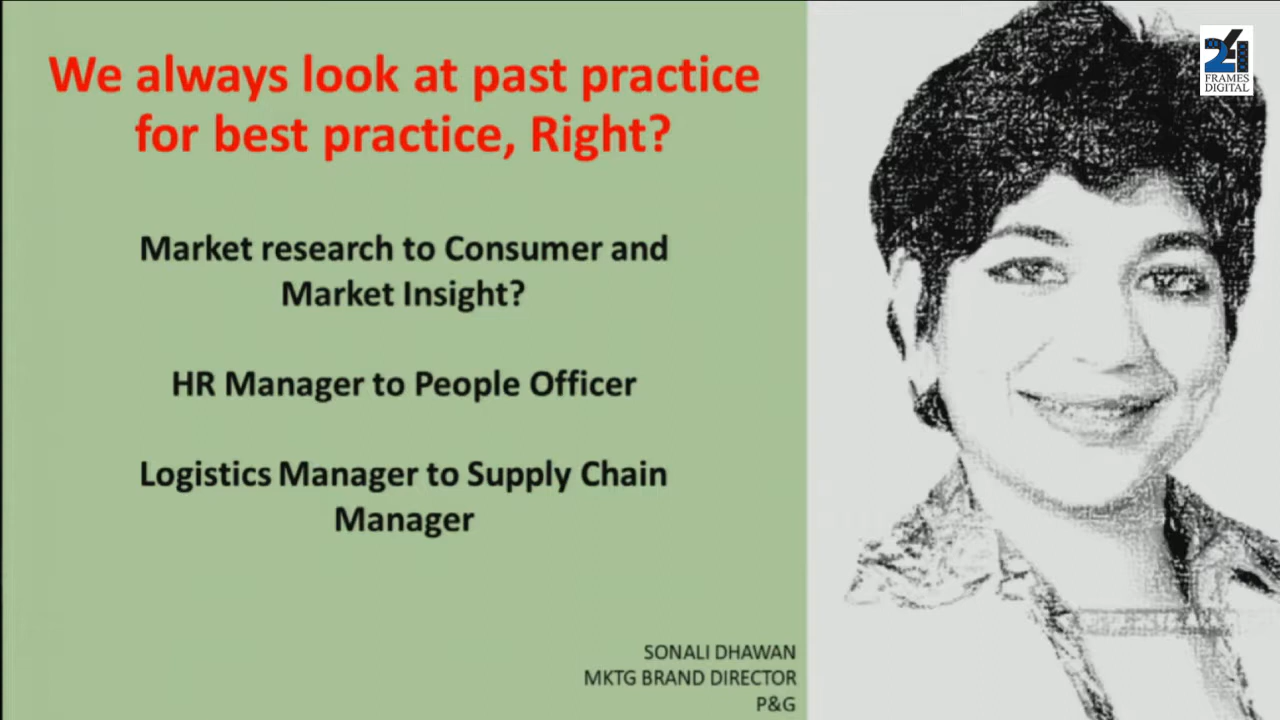 We always look at past practice
for best practice, Right?
Market research to Consumer and
Market Insight?
HR Manager to People Officer
Logistics Manager to Supply Chain
Manager
SONALI DHAWAN
MKTG BRAND DIRECTOR
P&G
24
FRAMES
DIGITAL